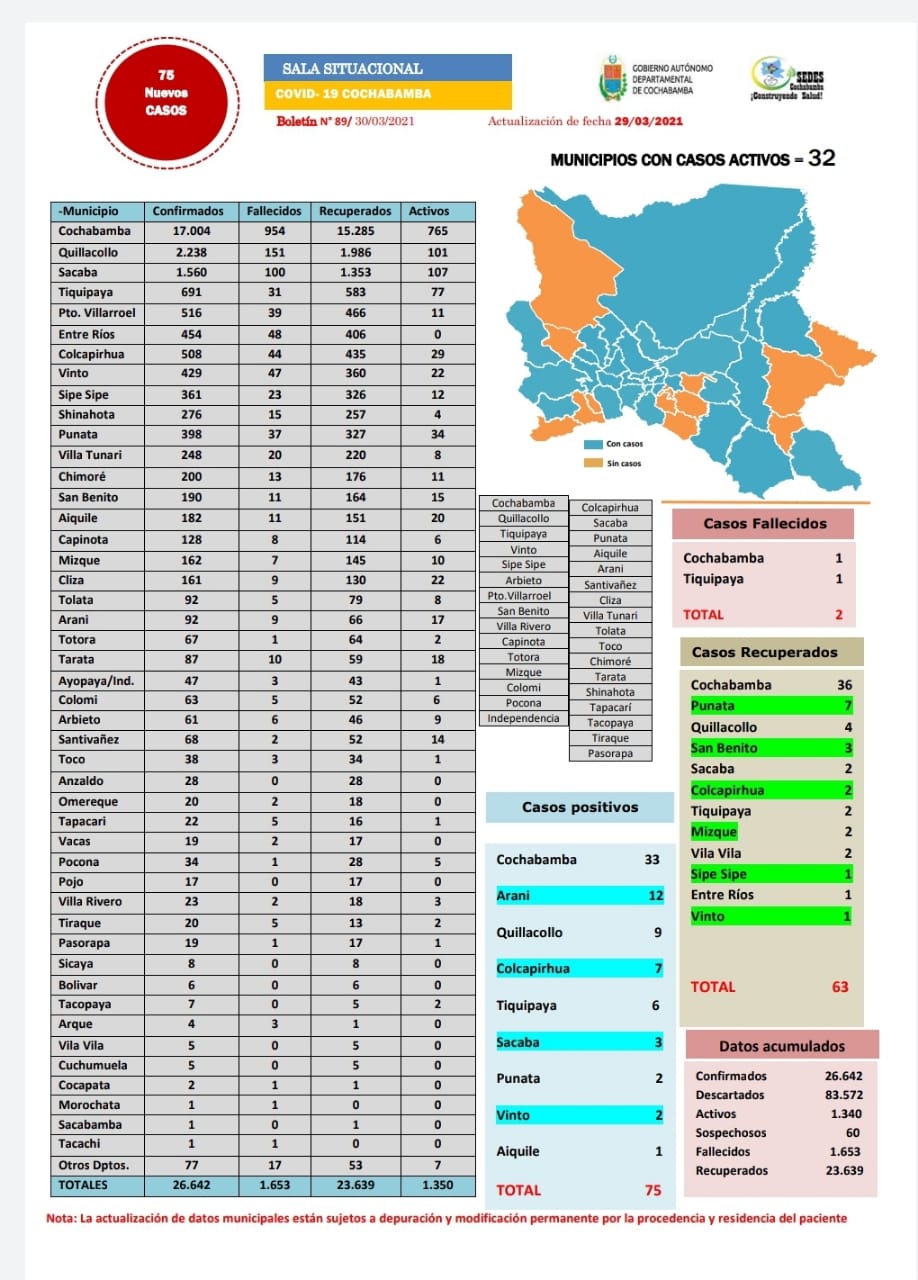 75
Nuevos
CASOS
SALA SITUACIONAL
COVID- 19 COCHABAMBA
Boletín N° 89/ 30/03/2021
GOBIERNO AUTÓNOMO
DEPARTAMENTAL
DE COCHABAMBA
SEDES
Cochabamba
¡Construyendo Salud!
Actualización de fecha 29/03/2021
MUNICIPIOS CON CASOS ACTIVOS = 32
-Municipio Confirmados Fallecidos Recuperados Activos
Cochabamba 17.004 954 15.285 765
Quillacollo 2.238 151 1.986 101
Sacaba 1.560 100 1.353 107
Tiquipaya 691 31 583 77
Pto. Villarroel 516 39 466 11
Entre Ríos 454 48 406 0
Colcapirhua 508 44 435 29
Vinto 429 47 360 22
Sipe Sipe 361 23 326 12
Shinahota 276 15 257 4
Punata 398 37 327 34
Villa Tunari 248 20 220 8
Chimoré 200 13 176 11
San Benito 190 11 164 15
Aiquile 182 11 151 20
Capinota 128 8 114 6
Mizque 162 7 145 10
Cliza 161 9 130 22
Tolata 92 5 79 8
Arani 92 9 66 17
Totora 67 1 64 2
Tarata 87 10 59 18
Ayopaya/Ind. 47 3 43 1
Colomi 63 5 52 6
Arbieto 61 6 46 9
Santivañez 68 2 52 14
Toco 38 3 34 1
Anzaldo 28 0 28 0
Omereque 20 2 18 0
Tapacari 22 5 16 1
Vacas 19 2 17 0
Pocona 34 1 28 5
Pojo 17 0 17 0
Villa Rivero 23 2 18 3
Tiraque 20 5 13 2
Pasorapa 19 1 17 1
Sicaya 8 0 8 0
Bolivar 6 0 6 0
Tacopaya 7 0 5 2
Arque 4 3 1 0
Vila Vila 5 0 5 0
Cuchumuela 5 0 5 0
Cocapata 2 1 1 0
Morochata 1 1 0 0
Sacabamba 1 0 1 0
Tacachi 1 1 0 0
Otros Dptos. 77 17 53 7
TOTALES 26.642 1.653 23.639 1.350
Con casos
Sin casos
Cochabamba
Quillacollo
Tiquipaya
Vinto
Sipe Sipe
Arbieto
Pto.Villarroel
San Benito
Villa Rivero
Capinota
Totora
Mizque
Colomi
Pocona
Independencia
Colcapirhua
Sacaba
Punata
Aiquile
Arani
Santivañez
Cliza
Villa Tunari
Tolata
Toco
Chimoré
Tarata
Shinahota
Tapacarí
Tacopaya
Tiraque
Pasorapa
Casos positivos
Cochabamba 33
Arani 12
Quillacollo 9
Colcapirhua 7
Tiquipaya 6
Sacaba 3
Punata 2
Vinto 2
Aiquile 1
TOTAL 75
Casos Fallecidos
Cochabamba 1
Tiquipaya 1
TOTAL 2
Casos Recuperados
Cochabamba 36
Punata 7
Quillacollo 4
San Benito 3
Sacaba 2
Colcapirhua 2
Tiquipaya 2
Mizque 2
Vila Vila 2
Sipe Sipe 1
Entre Ríos 1
Vinto 1
TOTAL 63
Datos acumulados
Confirmados 26.642
Descartados 83.572
Activos 1.340
Sospechosos 60
Fallecidos 1.653
Recuperados 23.639
Nota: La actualización de datos municipales están sujetos a depuración y modificación permanente por la procedencia y residencia del paciente